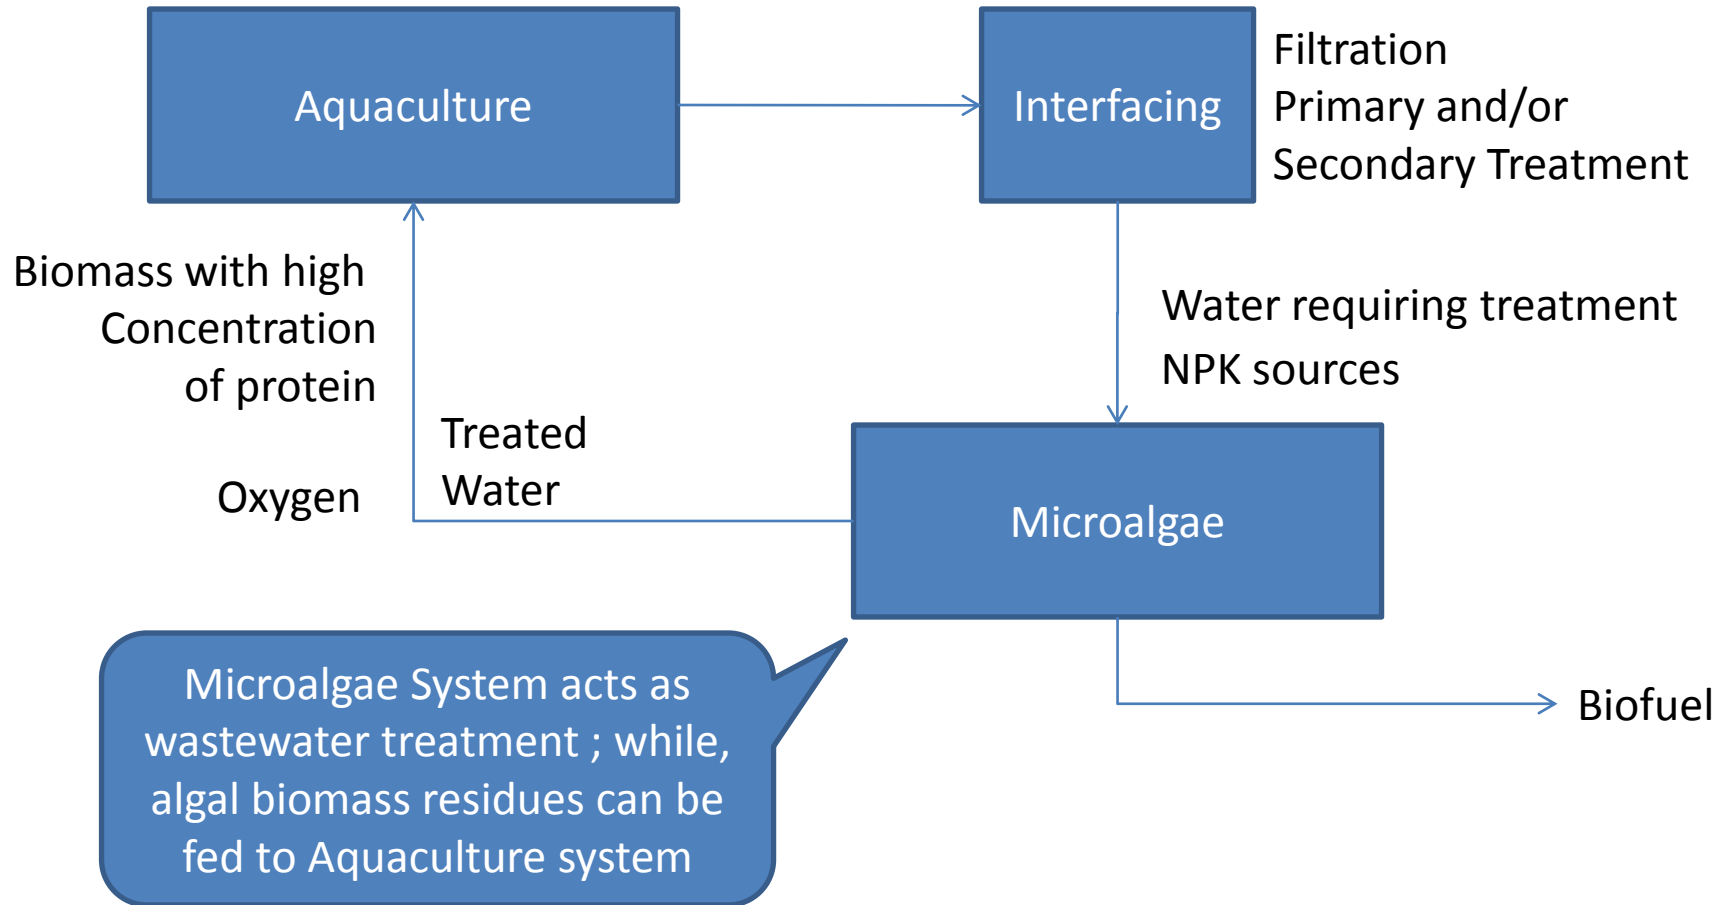 Aquaculture
Interfacing
Filtration
Primary and/or
Secondary Treatment
Biomass with high
Concentration
of protein
Oxygen
Treated
Water
Water requiring treatment
NPK sources
Microalgae
Microalgae System acts as
wastewater treatment ; while,
algal biomass residues can be
fed to Aquaculture system
Biofuel